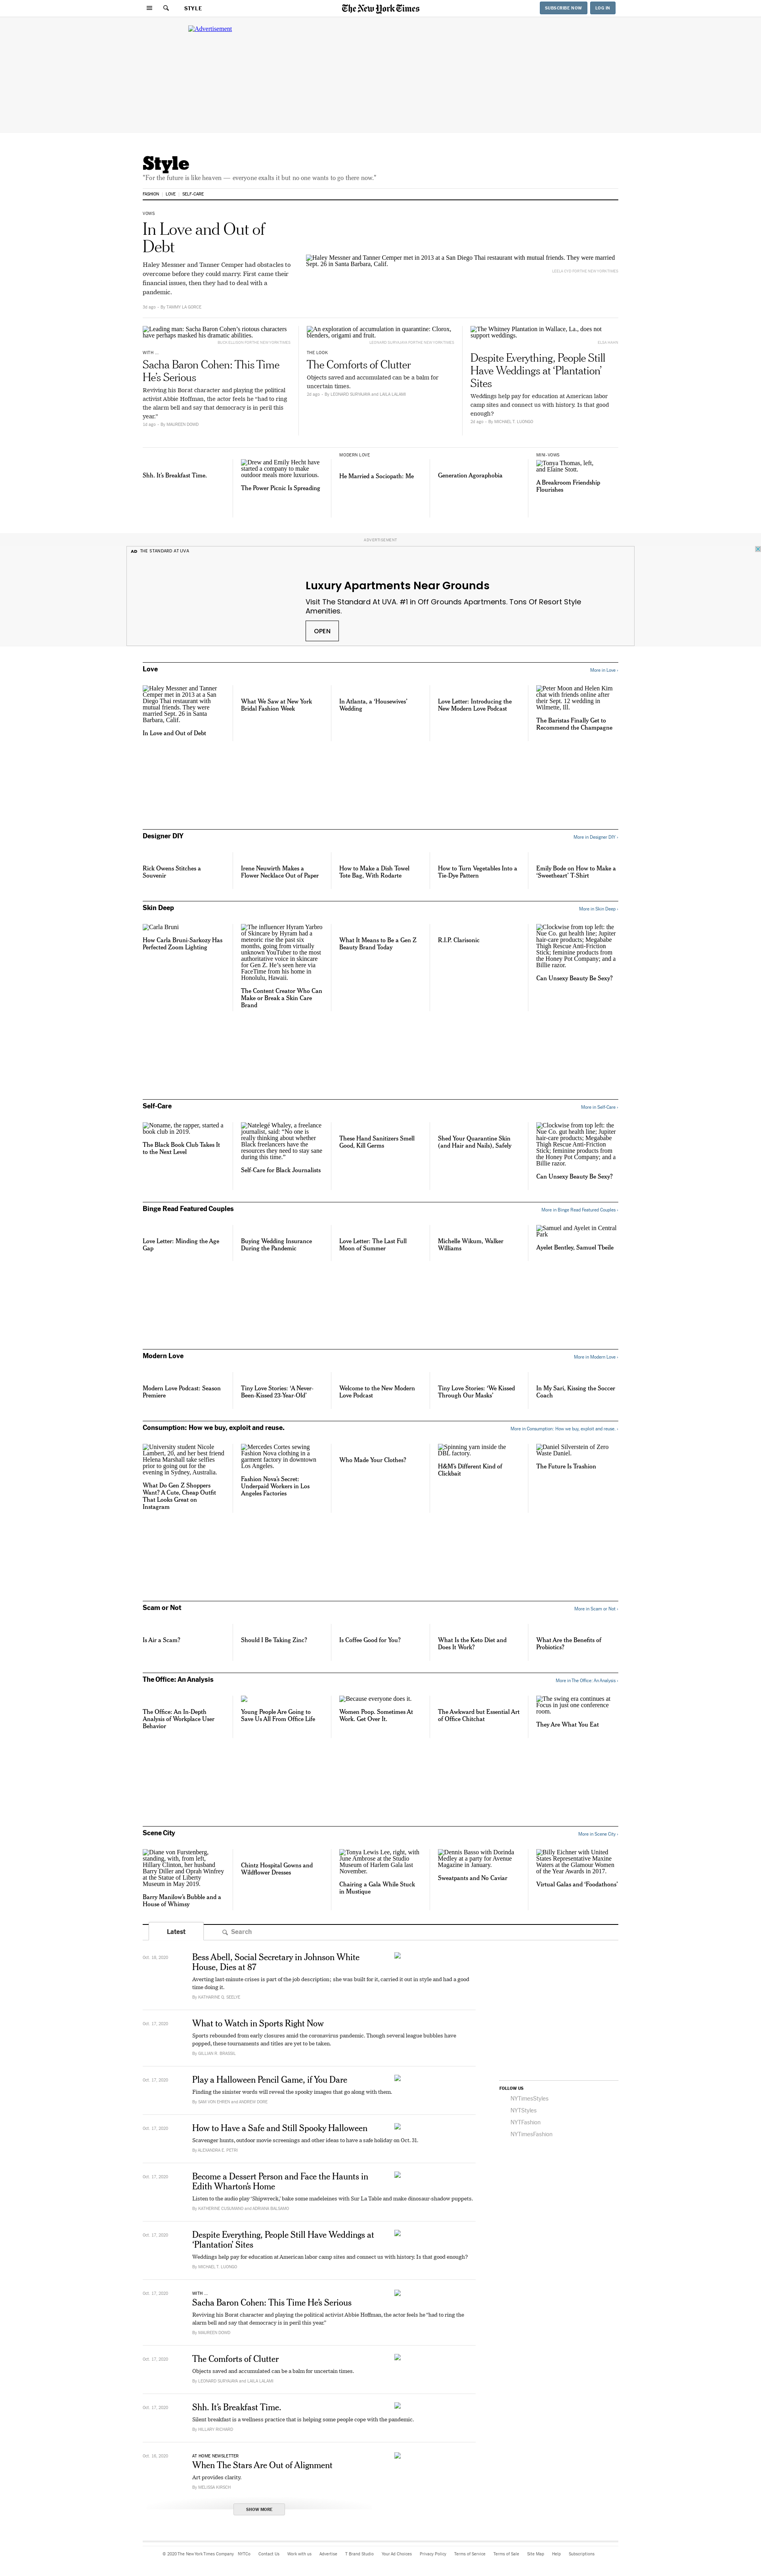 STYLE
The New York Times
SUBSCRIBE NOW
LOG IN
Advertisement
Style
"For the future is like heaven — everyone exalts it but no one wants to go there now."
FASHION
LOVE
SELF-CARE
VOWS
In Love and Out of
Debt
Haley Messner and Tanner Cemper had obstacles to
overcome before they could marry. First came their
financial issues, then they had to deal with a
pandemic.
By TAMMY LA GORCE
Haley Messner and Tanner Cemper met in 2013 at a San Diego Thai restaurant with mutual friends. They were married
Sept. 26 in Santa Barbara, Calif.
Leading man: Sacha Baron Cohen's riotous characters
have perhaps masked his dramatic abilities.
WITH ...
Sacha Baron Cohen: This Time
He's Serious
Reviving his Borat character and playing the political
activist Abbie Hoffman, the actor feels he "had to ring
the alarm bell and say that democracy is in peril this
year."
By MAUREEN DOWD
An exploration of accumulation in quarantine: Clorox,
blenders, origami and fruit.
THE LOOK
The Comforts of Clutter
Objects saved and accumulated can be a balm for
uncertain times.
The Whitney Plantation in Wallace, La., does not
support weddings.
Despite Everything, People Still
Have Weddings at 'Plantation'
Sites
Weddings help pay for education at American labor
camp sites and connect us with history. Is that good
enough?
By MICHAEL T. LUONGO
Shh. It's Breakfast Time.
Drew and Emily Hecht have
started a company to make
outdoor meals more luxurious.
The Power Picnic Is Spreading
MODERN LOVE
He Married a Sociopath: Me
Generation Agoraphobia
MINI-VOWS
Tonya Thomas, left,
and Elaine Stott.
A Breakroom Friendship
Flourishes
ADVERTISEMENT
AD THE STANDARD AT UVA
Luxury Apartments Near Grounds
Visit The Standard At UVA. #1 in Off Grounds Apartments. Tons Of Resort Style
Amenities.
OPEN
Love
More in Love ›
Haley Messner and Tanner
Cemper met in 2013 at a San
Diego Thai restaurant with
mutual friends. They were
married Sept. 26 in Santa
Barbara, Calif.
In Love and Out of Debt
What We Saw at New York
Bridal Fashion Week
In Atlanta, a 'Housewives'
Wedding
Love Letter: Introducing the
New Modern Love Podcast
Peter Moon and Helen Kim
chat with friends online after
their Sept. 12 wedding in
Wilmette, Ill.
The Baristas Finally Get to
Recommend the Champagne
Designer DIY
More in Designer DIY ›
Rick Owens Stitches a
Souvenir
Irene Neuwirth Makes a
Flower Necklace Out of Paper
How to Make a Dish Towel
Tote Bag, With Rodarte
How to Turn Vegetables Into a
Tie-Dye Pattern
Emily Bode on How to Make a
'Sweetheart' T-Shirt
Skin Deep
More in Skin Deep ›
Carla Bruni
How Carla Bruni-Sarkozy Has
Perfected Zoom Lighting
The influencer Hyram Yarbro
of Skincare by Hyram had a
meteoric rise the past six
months, going from virtually
unknown YouTuber to the most
authoritative voice in skincare
for Gen Z. He's seen here via
FaceTime from his home in
Honolulu, Hawaii.
The Content Creator Who Can
Make or Break a Skin Care
Brand
What It Means to Be a Gen Z
Beauty Brand Today
R.I.P. Clarisonic
Clockwise from top left: the
Nue Co. gut health line; Jupiter
hair-care products; Megababe
Thigh Rescue Anti-Friction
Stick; feminine products from
the Honey Pot Company; and a
Billie razor.
Can Unsexy Beauty Be Sexy?
Self-Care
More in Self-Care ›
Noname, the rapper, started a
book club in 2019.
The Black Book Club Takes It
to the Next Level
Natelegé Whaley, a freelance
journalist, said: "No one is
really thinking about whether
Black freelancers have the
resources they need to stay sane
during this time."
Self-Care for Black Journalists
These Hand Sanitizers Smell
Good, Kill Germs
Shed Your Quarantine Skin
(and Hair and Nails), Safely
Clockwise from top left: the
Nue Co. gut health line; Jupiter
hair-care products; Megababe
Thigh Rescue Anti-Friction
Stick; feminine products from
the Honey Pot Company; and a
Billie razor.
Can Unsexy Beauty Be Sexy?
Binge Read Featured Couples
More in Binge Read Featured Couples ›
Love Letter: Minding the Age
Gap
Buying Wedding Insurance
During the Pandemic
Love Letter: The Last Full
Moon of Summer
Michelle Wikum, Walker
Williams
Samuel and Ayelet in Central
Park
Ayelet Bentley, Samuel Tbeile
Modern Love
More in Modern Love ›
Modern Love Podcast: Season
Premiere
Tiny Love Stories: 'A Never-
Been-Kissed 23-Year-Old'
Welcome to the New Modern
Love Podcast
Tiny Love Stories: 'We Kissed
Through Our Masks'
In My Sari, Kissing the Soccer
Coach
Consumption: How we buy, exploit and reuse.
More in Consumption: How we buy, exploit and reuse. ›
University student Nicole
Lambert, 20, and her best friend
Helena Marshall take selfies
prior to going out for the
evening in Sydney, Australia.
What Do Gen Z Shoppers
Want? A Cute, Cheap Outfit
That Looks Great on
Instagram
Mercedes Cortes sewing
Fashion Nova clothing in a
garment factory in downtown
Los Angeles.
Fashion Nova's Secret:
Underpaid Workers in Los
Angeles Factories
Who Made Your Clothes?
Spinning yarn inside the
DBL factory.
H&M's Different Kind of
Clickbait
Daniel Silverstein of Zero
Waste Daniel.
The Future Is Trashion
Scam or Not
More in Scam or Not ›
Is Air a Scam?
Should I Be Taking Zinc?
Is Coffee Good for You?
What Is the Keto Diet and
Does It Work?
What Are the Benefits of
Probiotics?
The Office: An Analysis
More in The Office: An Analysis ›
The Office: An In-Depth
Analysis of Workplace User
Behavior
Young People Are Going to
Save Us All From Office Life
Because everyone does it.
Women Poop. Sometimes At
Work. Get Over It.
The Awkward but Essential Art
of Office Chitchat
The swing era continues at
Focus in just one conference
room.
They Are What You Eat
Scene City
More in Scene City ›
Diane von Furstenberg,
standing, with, from left,
Hillary Clinton, her husband
Barry Diller and Oprah Winfrey
at the Statue of Liberty
Museum in May 2019.
Barry Manilow's Bubble and a
House of Whimsy
Chintz Hospital Gowns and
Wildflower Dresses
Tonya Lewis Lee, right, with
June Ambrose at the Studio
Museum of Harlem Gala last
November.
Chairing a Gala While Stuck
in Mustique
Dennis Basso with Dorinda
Medley at a party for Avenue
Magazine in January.
Sweatpants and No Caviar
Billy Eichner with United
States Representative Maxine
Waters at the Glamour Women
of the Year Awards in 2017.
Virtual Galas and 'Foodathons'
Latest
Search
Oct. 18, 2020
Bess Abell, Social Secretary in Johnson White
House, Dies at 87
Averting last-minute crises is part of the job description; she was built for it, carried it out in style and had a good
time doing it.
By KATHARINE Q. SEELYE
Oct. 17, 2020
What to Watch in Sports Right Now
Sports rebounded from early closures amid the coronavirus pandemic. Though several league bubbles have
popped, these tournaments and titles are yet to be taken.
By GILLIAN R. BRASSIL
Oct. 17, 2020
Play a Halloween Pencil Game, if You Dare
Finding the sinister words will reveal the spooky images that go along with them.
By SAM VON EHREN and ANDREW DORE
Oct. 17, 2020
How to Have a Safe and Still Spooky Halloween
Scavenger hunts, outdoor movie screenings and other ideas to have a safe holiday on Oct. 31.
By ALEXANDRA E. PETRI
Oct. 17, 2020
Become a Dessert Person and Face the Haunts in
Edith Wharton's Home
Listen to the audio play 'Shipwreck,' bake some madeleines with Sur La Table and make dinosaur-shadow puppets.
By KATHERINE CUSUMANO and ADRIANA BALSAMO
Oct. 17, 2020
Despite Everything, People Still Have Weddings at
'Plantation' Sites
Weddings help pay for education at American labor camp sites and connect us with history. Is that good enough?
By MICHAEL T. LUONGO
Oct. 17, 2020
WITH ...
Sacha Baron Cohen: This Time He's Serious
Reviving his Borat character and playing the political activist Abbie Hoffman, the actor feels he "had to ring the
alarm bell and say that democracy is in peril this year."
By MAUREEN DOWD
Oct. 17, 2020
The Comforts of Clutter
Objects saved and accumulated can be a balm for uncertain times.
Oct. 17, 2020
Shh. It's Breakfast Time.
Silent breakfast is a wellness practice that is helping some people cope with the pandemic.
By HILLARY RICHARD
Oct. 16, 2020
AT HOME NEWSLETTER
When The Stars Are Out of Alignment
Art provides clarity.
By MELISSA KIRSCH
SHOW MORE
FOLLOW US
NYTimesStyles
NYTStyles
NYTFashion
NYTimesFashion
© 2020 The New York Times Company
NYTCo
Contact Us
Work with us
Advertise
T Brand Studio
Your Ad Choices
Privacy Policy
Terms of Service
Terms of Sale
Site Map
Help
Subscriptions